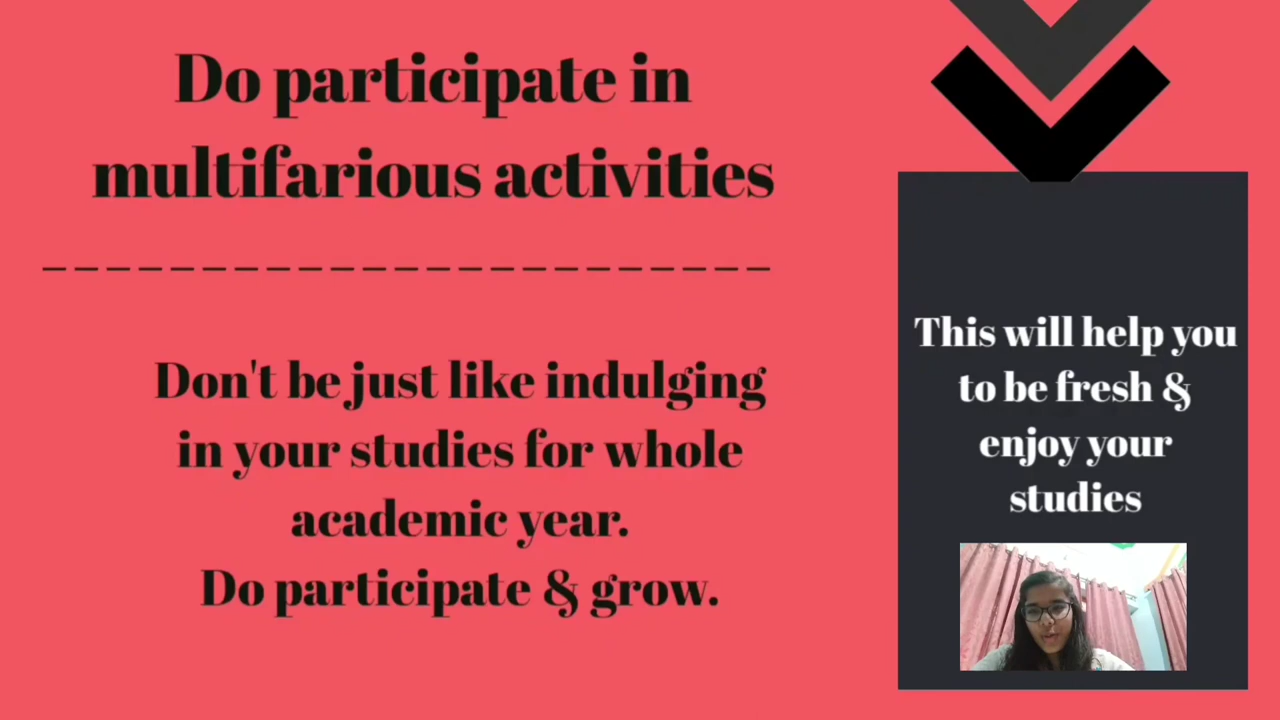 Do participate in
multifarious activities
Don't be just like indulging
in your studies for whole
academic year.
Do participate & grow.
This will help you
to be fresh &
enjoy your
studies